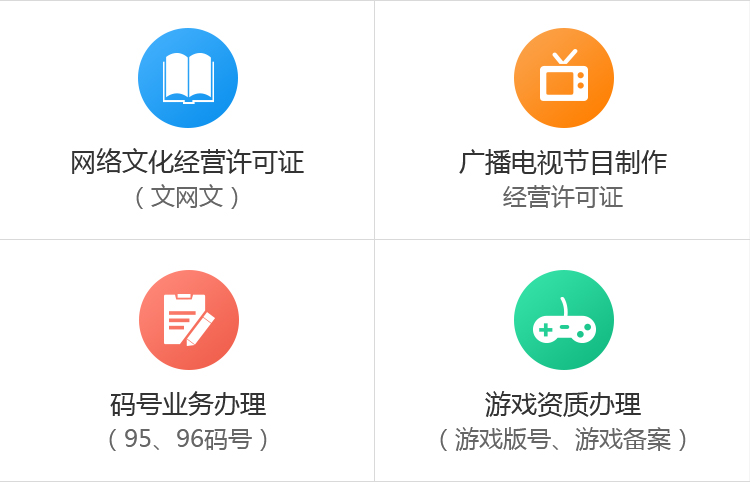 网络文化经营许可证
（文网文）
广播电视节目制作
经营许可证
码号业务办理
（95、96码号）
游戏资质办理
（游戏版号、游戏备案）